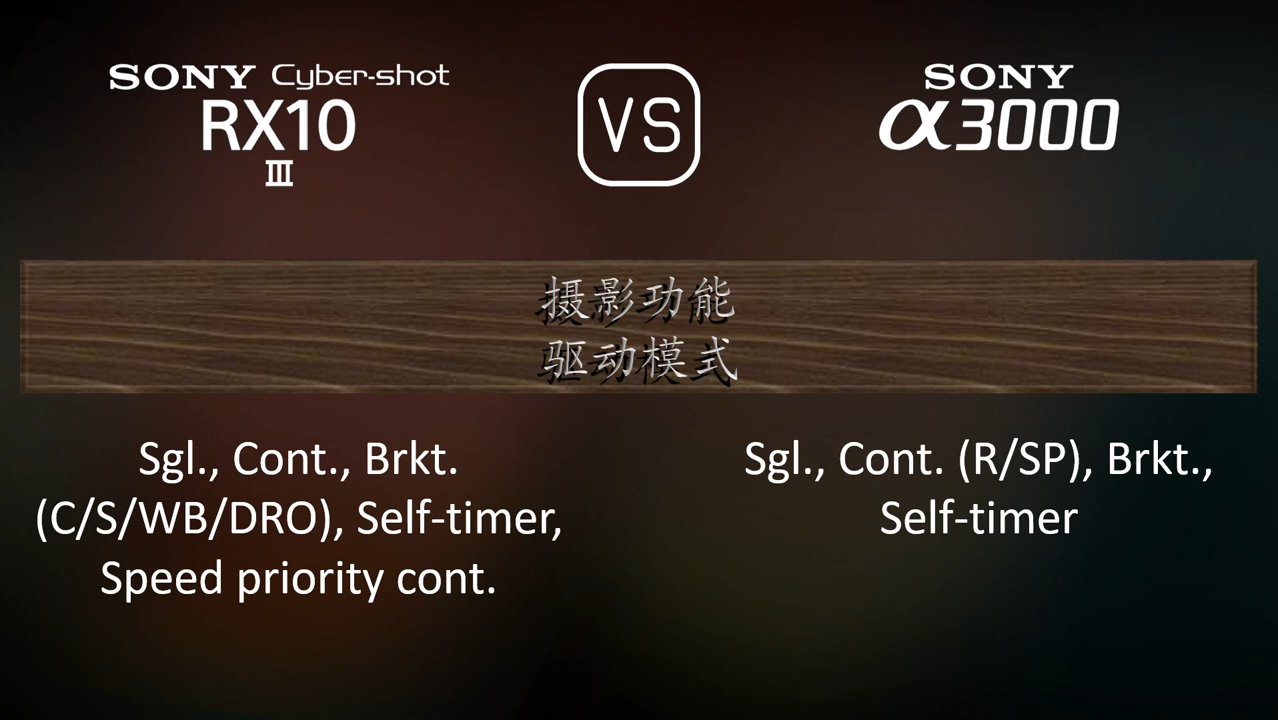 SONY Cyber-shot
RX10
III
VS
SONY
α3000
摄影功能
驱动模式
Sgl., Cont., Brkt.
(C/S/WB/DRO), Self-timer,
Speed priority cont.
Sgl., Cont. (R/SP), Brkt.,
Self-timer